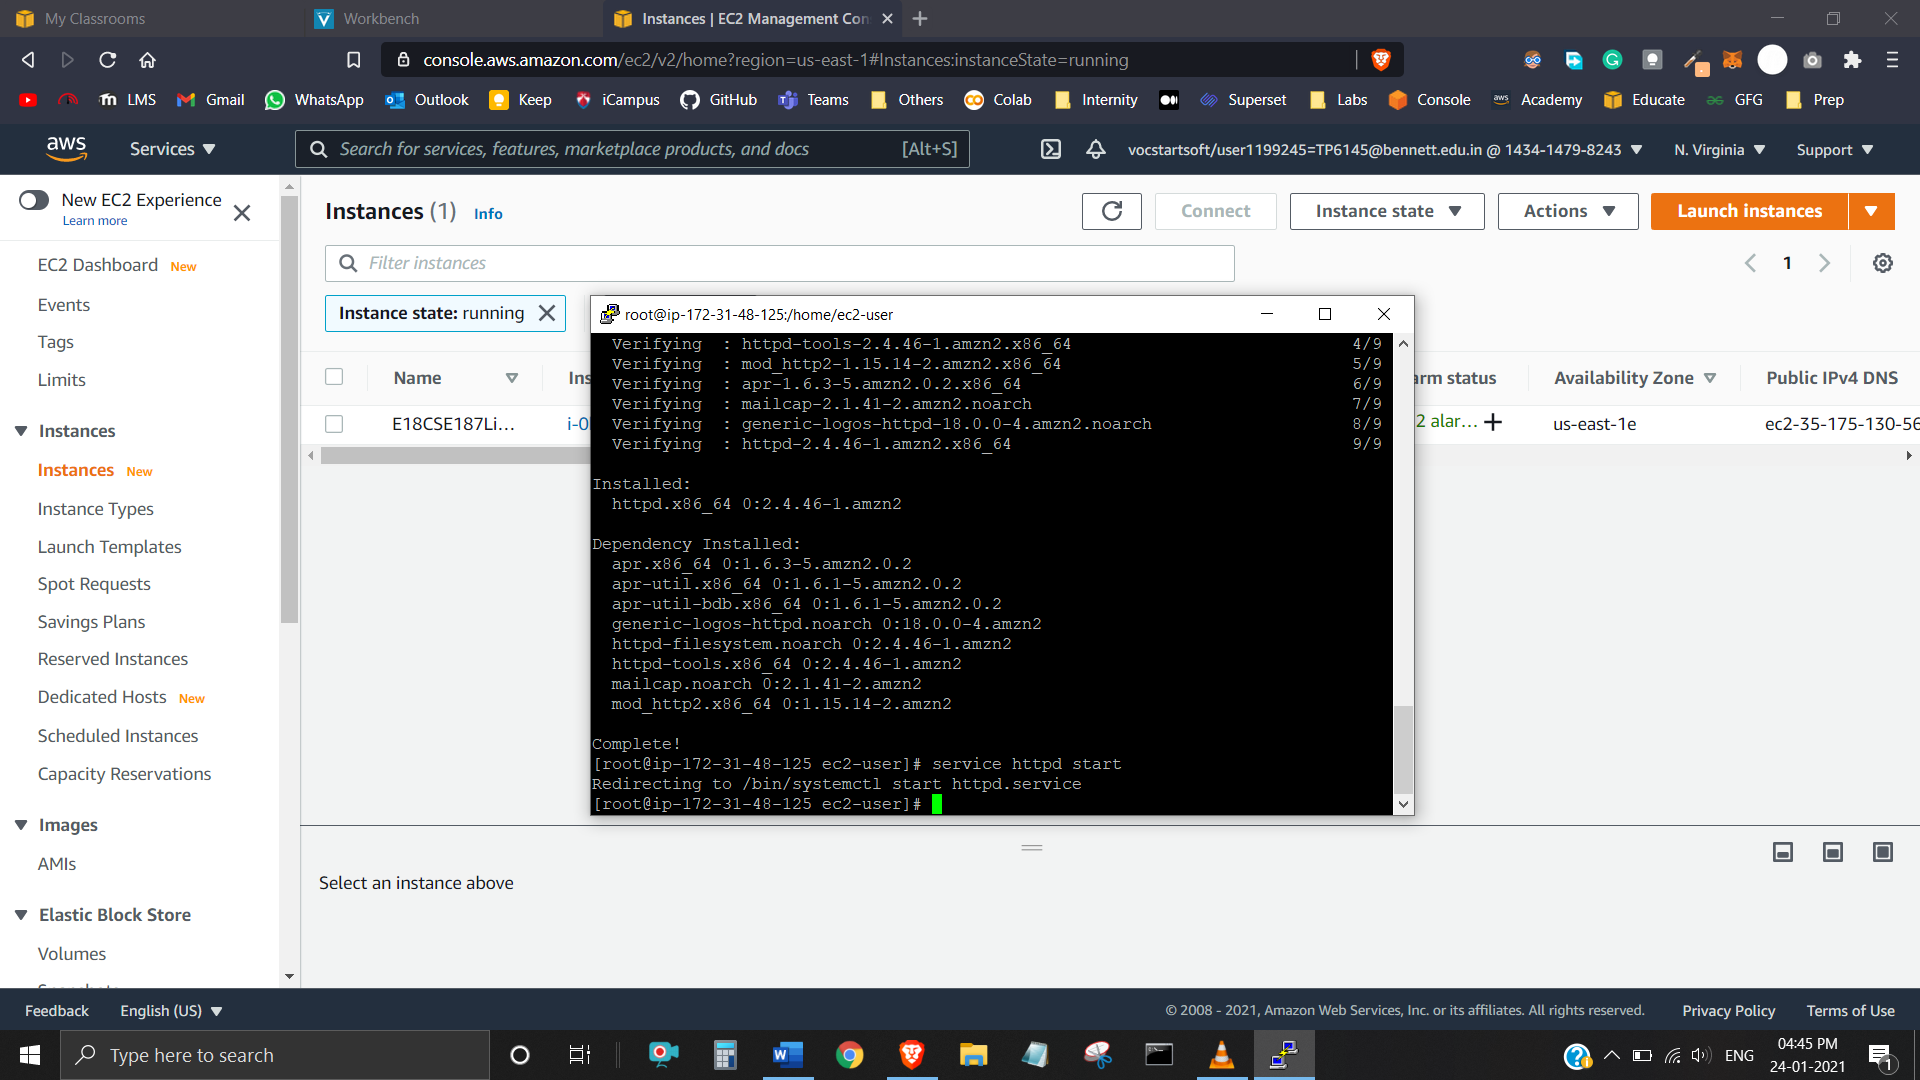 My Classrooms
Workbench
Instances | EC2 Management Con
console.aws.amazon.com/ec2/v2/home?region=us-east-1#Instances:instanceState=running
LMS
Gmail
WhatsApp
Outlook
Keep
iCampus
GitHub
Teams
Others
Colab
Internity
Superset
Labs
Console
aws
Academy
Educate
GFG
Prep
aws
Services
Search for services, features, marketplace products, and docs
[Alt+S]
vocstartsoft/user1199245=TP6145@bennett.edu.in @ 1434-1479-8243
N. Virginia
Support
New EC2 Experience
Learn more
EC2 Dashboard New
Events
Tags
Limits
Instances
Instances New
Instance Types
Launch Templates
Spot Requests
Savings Plans
Reserved Instances
Dedicated Hosts New
Scheduled Instances
Capacity Reservations
Images
AMIs
Elastic Block Store
Volumes
Instances (1) Info
Connect
Instance state
Actions
Launch instances
Filter instances
1
Instance state: running
Name
Ins
arm status
Availability Zone
Public IPv4 DNS
E18CSE187Li...
i-0
2 alar...
us-east-1e
ec2-35-175-130-56
root@ip-172-31-48-125:/home/ec2-user
Verifying : httpd-tools-2.4.46-1.amzn2.x86_64 4/9
Verifying : mod_http2-1.15.14-2.amzn2.x86_64 5/9
Verifying : apr-1.6.3-5.amzn2.0.2.x86_64 6/9
Verifying : mailcap-2.1.41-2.amzn2.noarch 7/9
Verifying : generic-logos-httpd-18.0.0-4.amzn2.noarch 8/9
Verifying : httpd-2.4.46-1.amzn2.x86_64 9/9
Installed:
httpd.x86_64 0:2.4.46-1.amzn2
Dependency Installed:
apr.x86_64 0:1.6.3-5.amzn2.0.2
apr-util.x86_64 0:1.6.1-5.amzn2.0.2
apr-util-bdb.x86_64 0:1.6.1-5.amzn2.0.2
generic-logos-httpd.noarch 0:18.0.0-4.amzn2
httpd-filesystem.noarch 0:2.4.46-1.amzn2
httpd-tools.x86_64 0:2.4.46-1.amzn2
mailcap.noarch 0:2.1.41-2.amzn2
mod_http2.x86_64 0:1.15.14-2.amzn2
Complete!
[root@ip-172-31-48-125 ec2-user]# service httpd start
Redirecting to /bin/systemctl start httpd.service
[root@ip-172-31-48-125 ec2-user]#
Select an instance above
Feedback
English (US)
© 2008 - 2021, Amazon Web Services, Inc. or its affiliates. All rights reserved.
Privacy Policy
Terms of Use
Type here to search
ENG
04:45 PM
24-01-2021
1